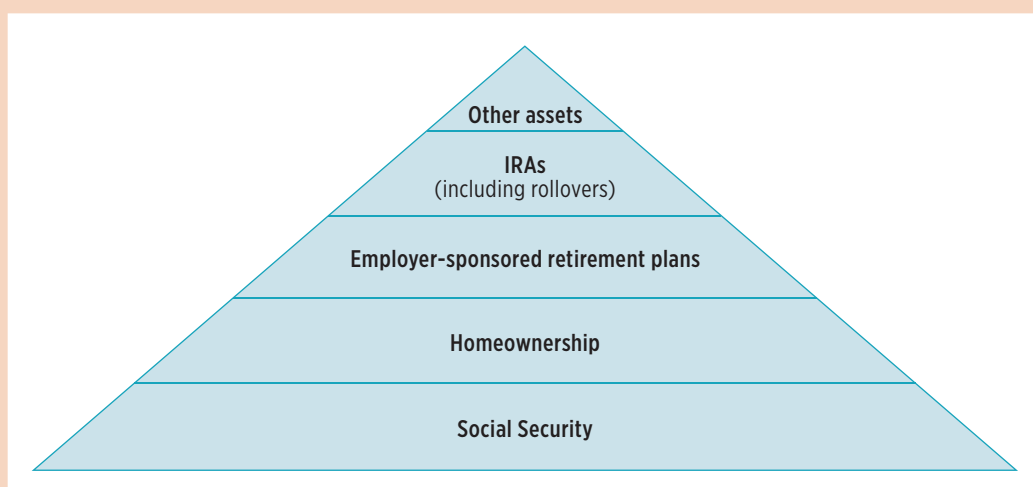 Other assets
IRAs
(including rollovers)
Employer-sponsored retirement plans
Homeownership
Social Security